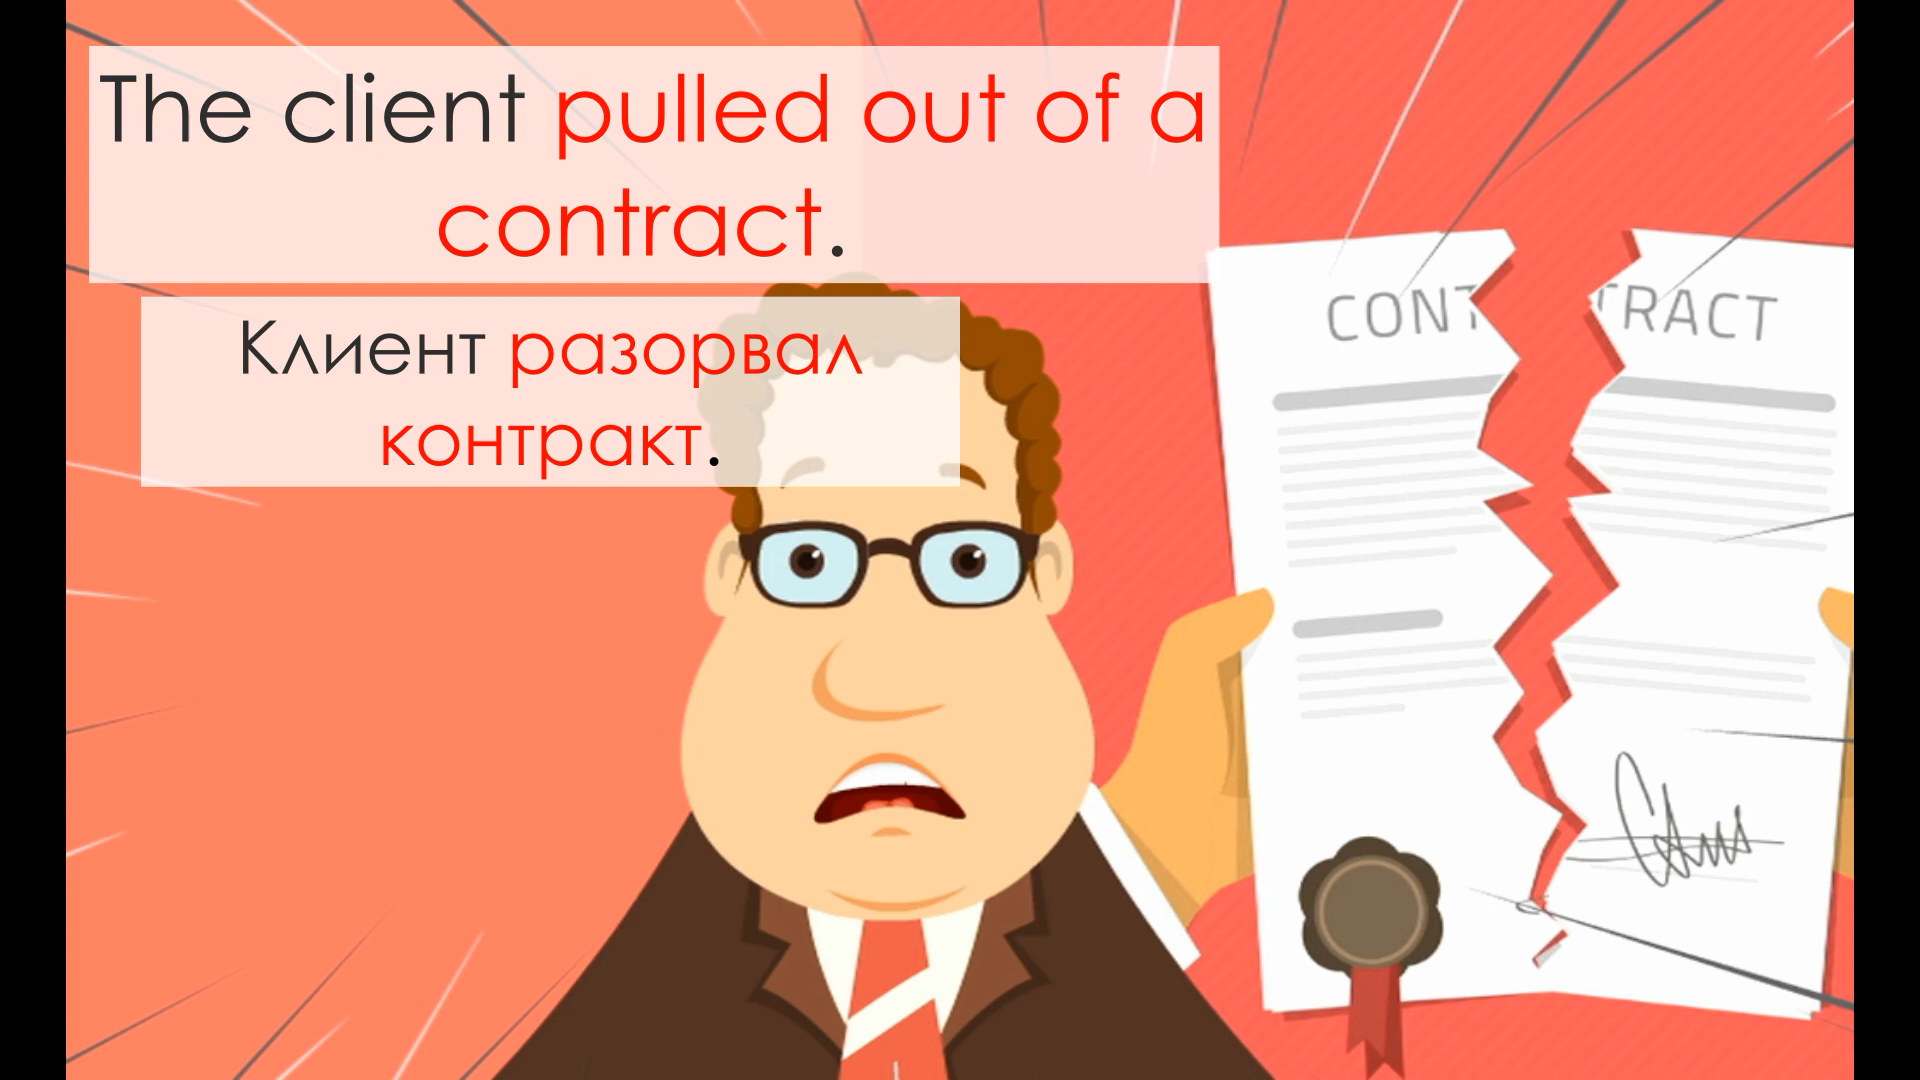 The client pulled out of a
contract.
Клиент разорвал
контракт.
CONT TRACT